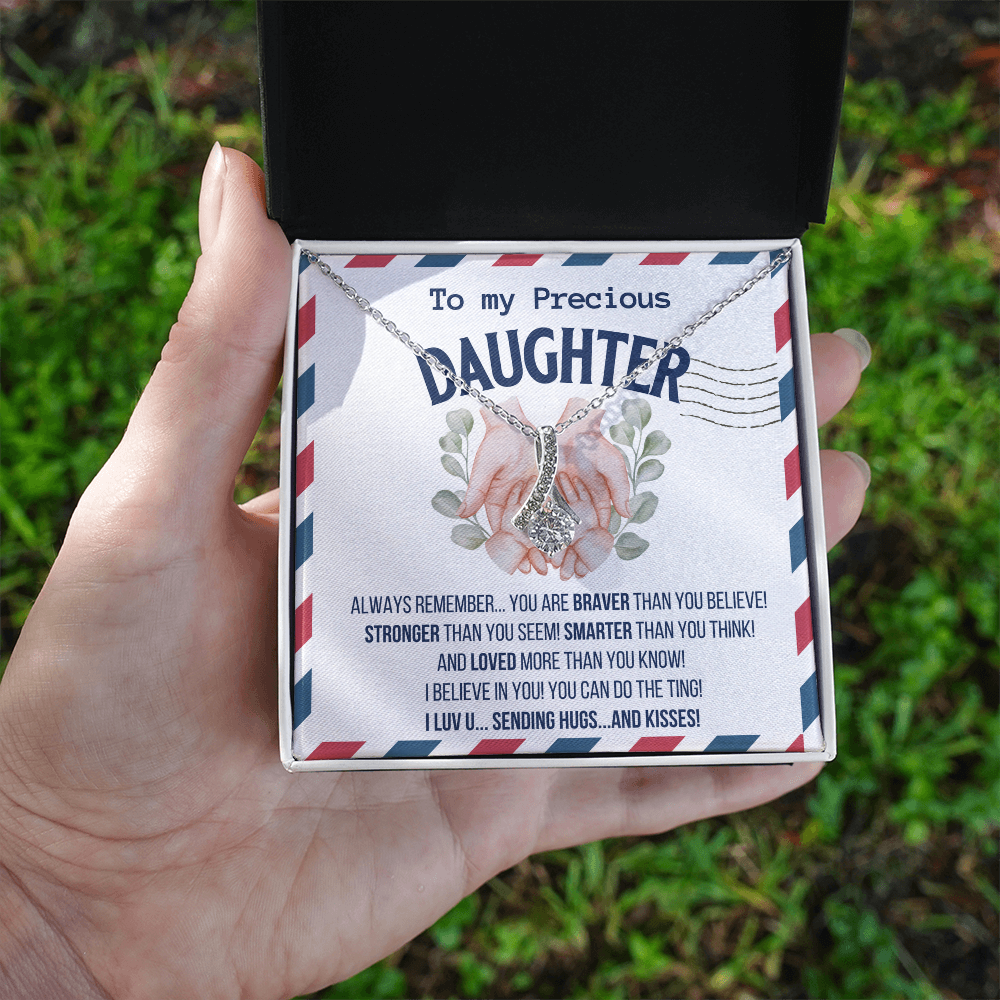 To my Precious
DAUGHTER
ALWAYS REMEMBER... YOU ARE BRAVER THAN YOU BELIEVE!
STRONGER THAN YOU SEEM! SMARTER THAN YOU THINK!
AND LOVED MORE THAN YOU KNOW!
I BELIEVE IN YOU! YOU CAN DO THE TING!
I LUV U... SENDING HUGS...AND KISSES!